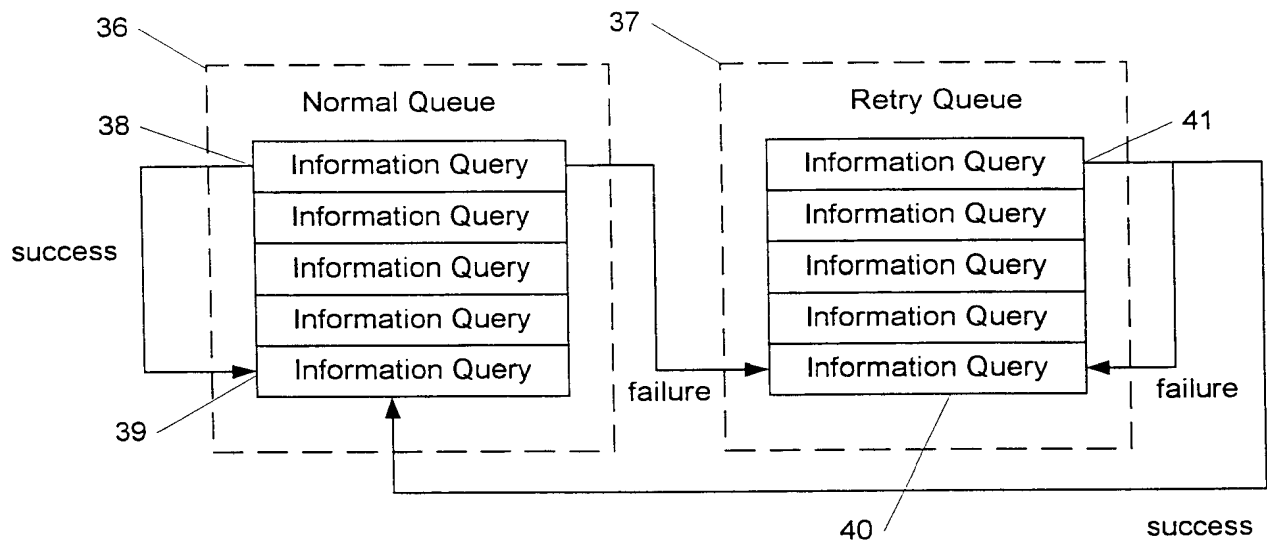 36
37
Normal Queue
Retry Queue
38
41
Information Query
Information Query
Information Query
Information Query
Information Query
Information Query
Information Query
Information Query
Information Query
Information Query
success
failure
failure
39
40
success